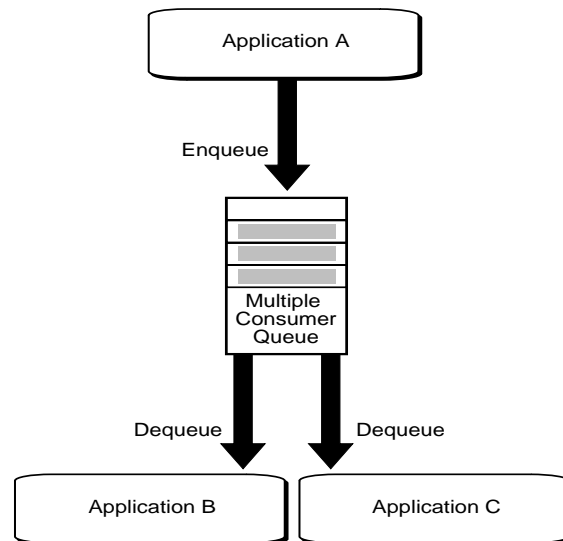 Application A
Enqueue
Multiple
Consumer
Queue
Dequeue
Dequeue
Application B
Application C